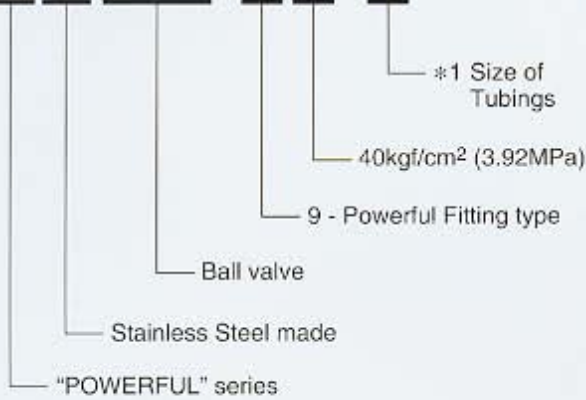 *1 Size of
Tubings
40kgf/cm² (3.92MPa)
9 - Powerful Fitting type
Ball valve
Stainless Steel made
“POWERFUL” series